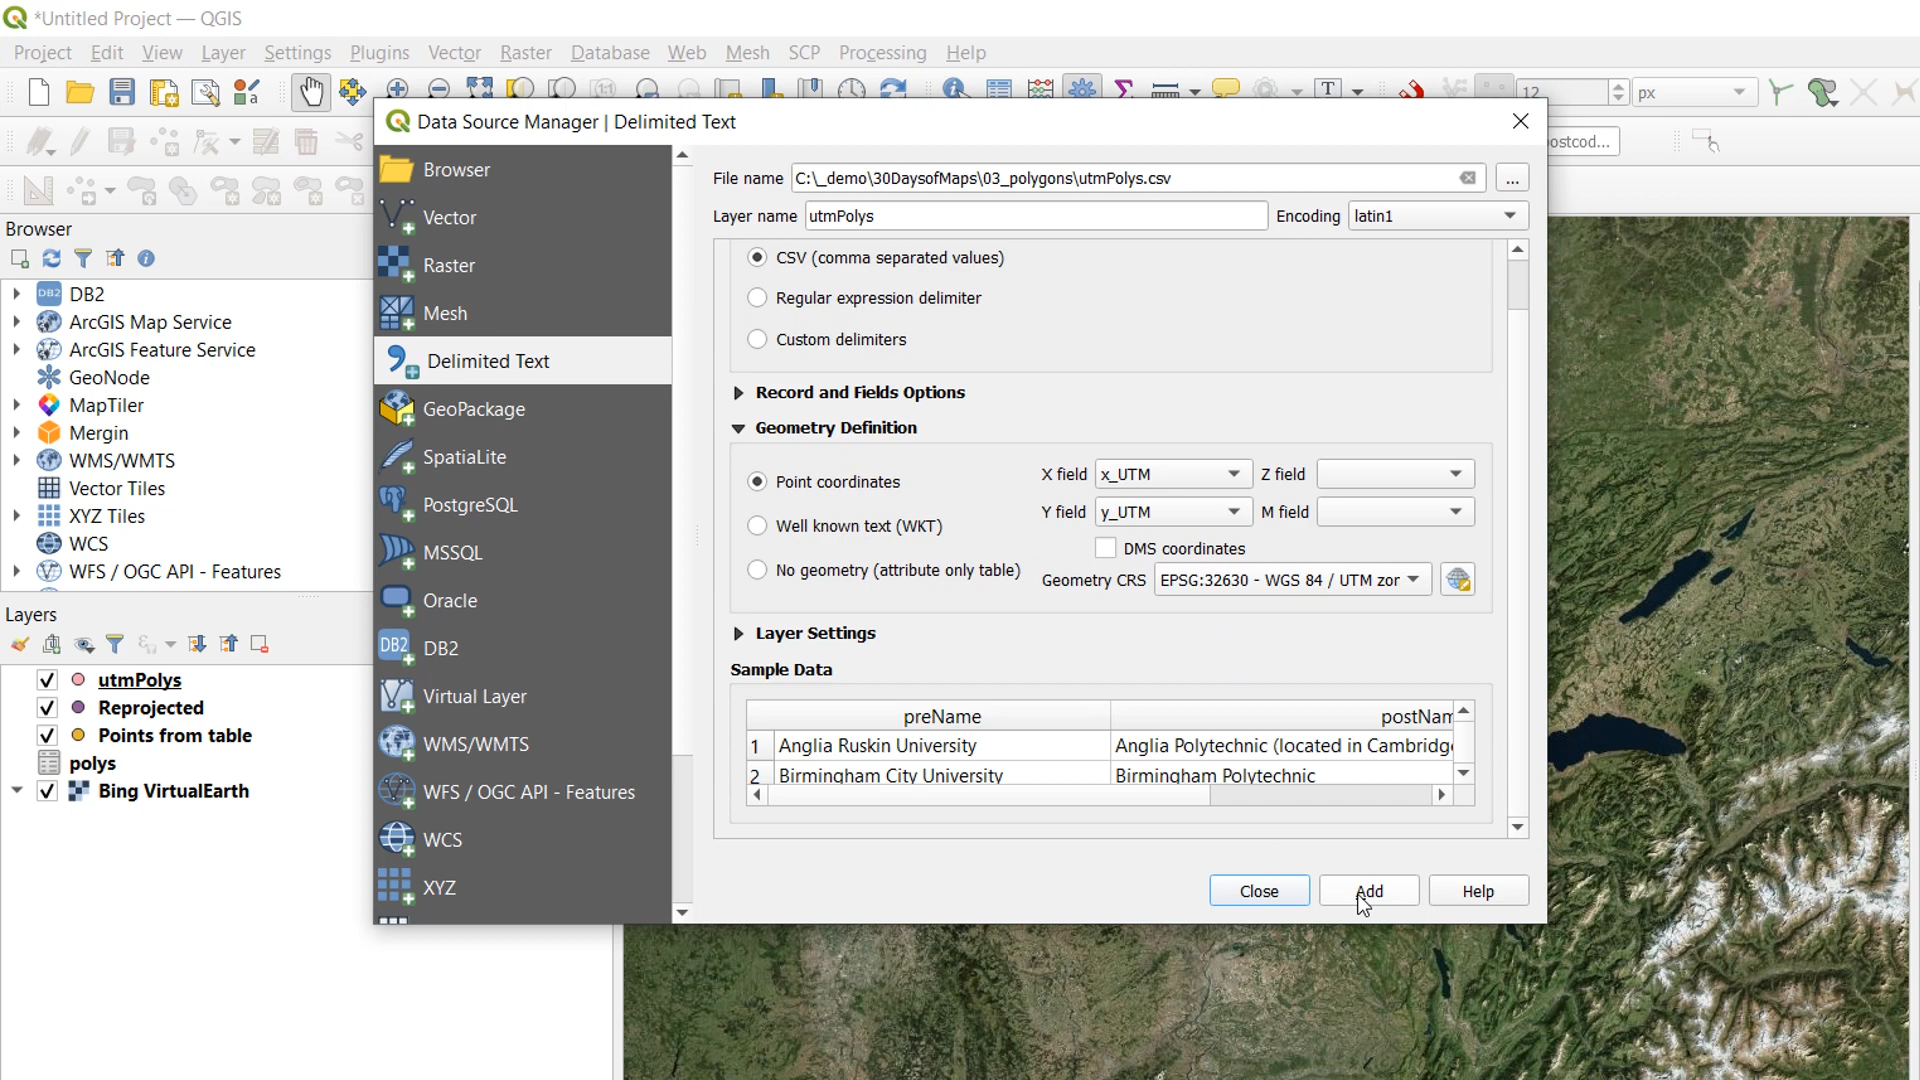 *Untitled Project — QGIS
Project Edit View Layer Settings Plugins Vector Raster Database Web Mesh SCP Processing Help
12 px
Data Source Manager | Delimited Text
Browser
Vector
Raster
Mesh
Delimited Text
GeoPackage
SpatiaLite
PostgreSQL
MSSQL
Oracle
DB2
DB2
Virtual Layer
WMS/WMTS
WFS / OGC API - Features
WCS
XYZ
File name C:\_demo\30DaysofMaps\03_polygons\utmPolys.csv ...
Layer name utmPolys Encoding latin1
CSV (comma separated values)
Regular expression delimiter
Custom delimiters
Record and Fields Options
Geometry Definition
Point coordinates X field x_UTM Z field
Y field y_UTM M field
Well known text (WKT)
DMS coordinates
No geometry (attribute only table) Geometry CRS EPSG:32630 - WGS 84 / UTM zor
Layer Settings
Sample Data
preName postNam
1 Anglia Ruskin University Anglia Polytechnic (located in Cambridge
2 Birmingham City University Birmingham Polytechnic
Close Add Help
ostcod...
Browser
DB2 DB2
ArcGIS Map Service
ArcGIS Feature Service
GeoNode
MapTiler
Mergin
WMS/WMTS
Vector Tiles
XYZ Tiles
WCS
WFS / OGC API - Features
Layers
utmPolys
Reprojected
Points from table
polys
Bing VirtualEarth